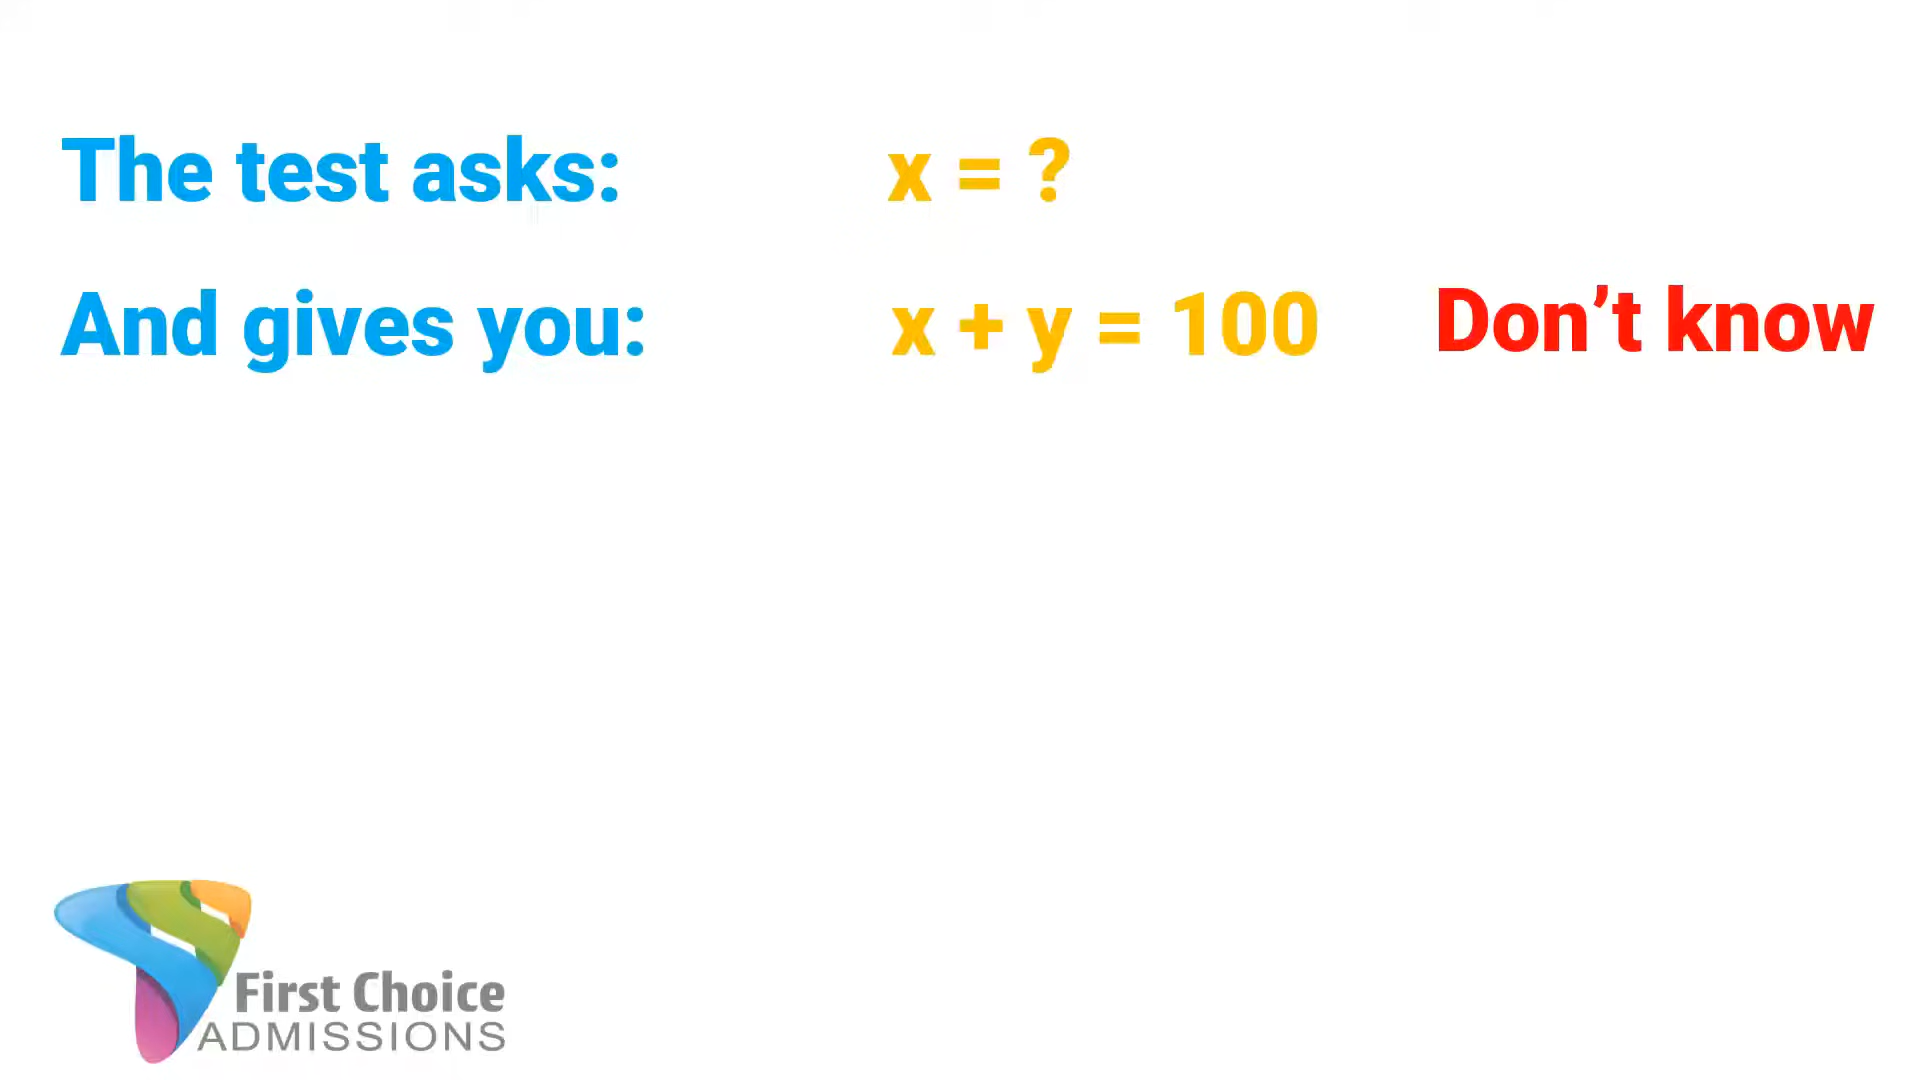 The test asks: x = ?
And gives you: x + y = 100 Don’t know
First Choice
ADMISSIONS